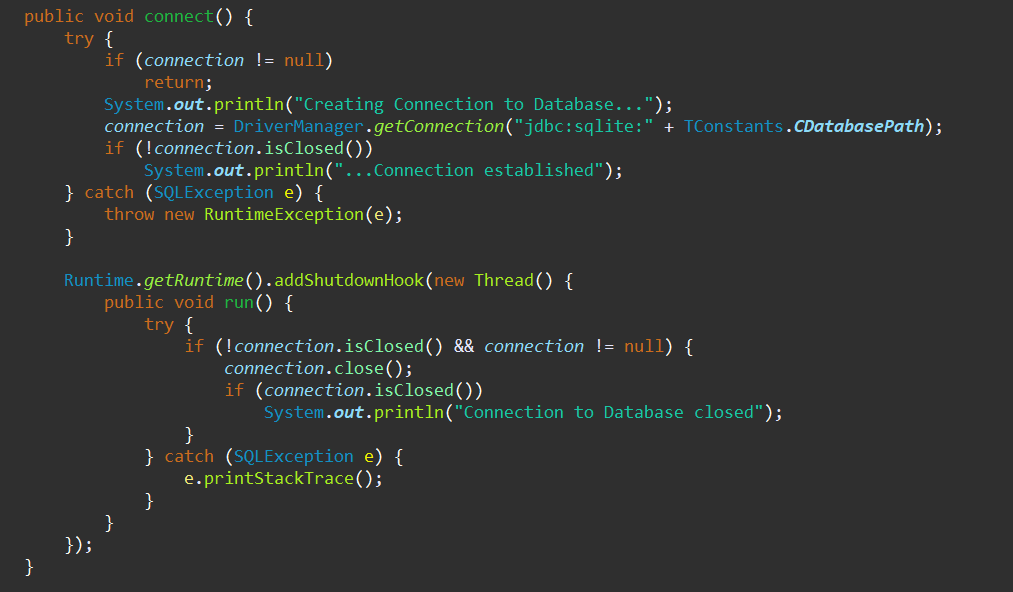 public void connect() {
    try {
        if (connection != null)
            return;
        System.out.println("Creating Connection to Database...");
        connection = DriverManager.getConnection("jdbc:sqlite:" + TConstants.CDatabasePath);
        if (!connection.isClosed())
            System.out.println("...Connection established");
    } catch (SQLException e) {
        throw new RuntimeException(e);
    }

    Runtime.getRuntime().addShutdownHook(new Thread() {
        public void run() {
            try {
                if (!connection.isClosed() && connection != null) {
                    connection.close();
                    if (connection.isClosed())
                        System.out.println("Connection to Database closed");
                }
            } catch (SQLException e) {
                e.printStackTrace();
            }
        }
    });
}